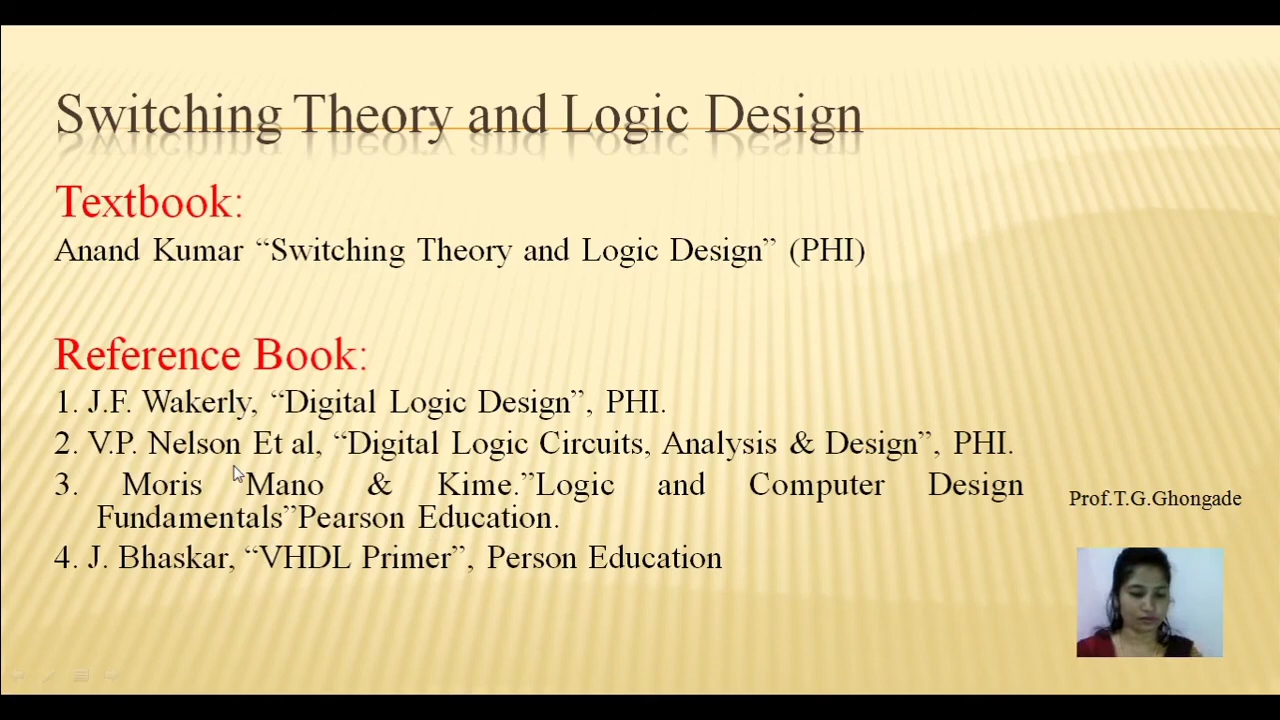 Switching Theory and Logic Design
Textbook:
Anand Kumar “Switching Theory and Logic Design” (PHI)
Reference Book:
1. J.F. Wakerly, “Digital Logic Design”, PHI.
2. V.P. Nelson Et al, “Digital Logic Circuits, Analysis & Design”, PHI.
3. Moris Mano & Kime.”Logic and Computer Design
Fundamentals”Pearson Education.
4. J. Bhaskar, “VHDL Primer”, Person Education
Prof.T.G.Ghongade